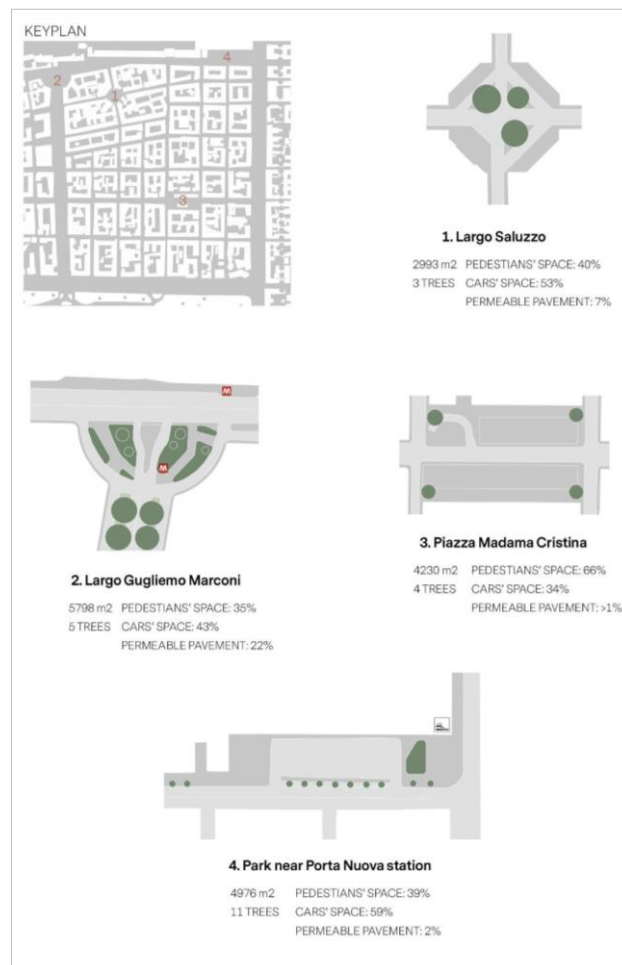 KEYPLAN
4
2
1
3
1. Largo Saluzzo
2993 m2 PEDESTIANS' SPACE: 40%
3 TREES CARS' SPACE: 53%
PERMEABLE PAVEMENT: 7%
M
M
2. Largo Gugliemo Marconi
5798 m2 PEDESTIANS' SPACE: 35%
5 TREES CARS' SPACE: 43%
PERMEABLE PAVEMENT: 22%
3. Piazza Madama Cristina
4230 m2 PEDESTIANS' SPACE: 66%
4 TREES CARS' SPACE: 34%
PERMEABLE PAVEMENT: >1%
4. Park near Porta Nuova station
4976 m2 PEDESTIANS' SPACE: 39%
11 TREES CARS' SPACE: 59%
PERMEABLE PAVEMENT: 2%